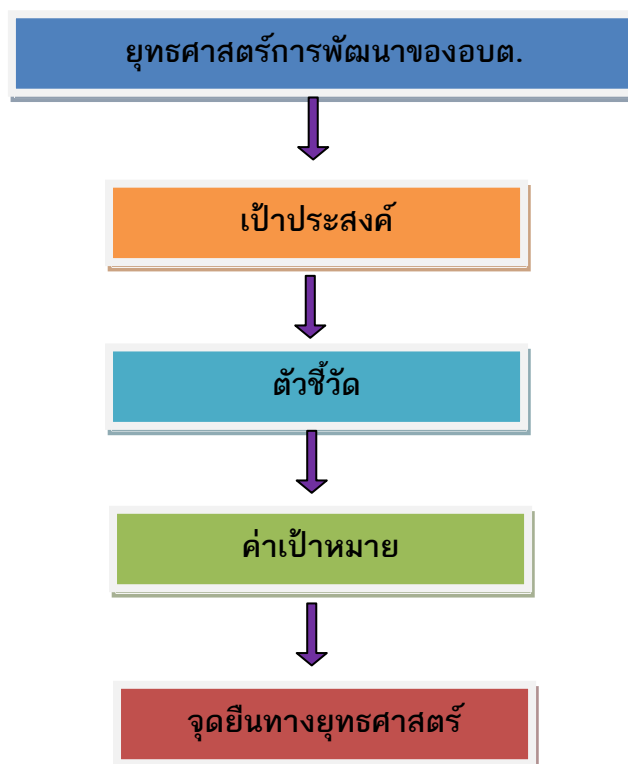 ยุทธศาสตร์การพัฒนาของอบต.
เป้าประสงค์
ตัวชี้วัด
ค่าเป้าหมาย
จุดยืนทางยุทธศาสตร์